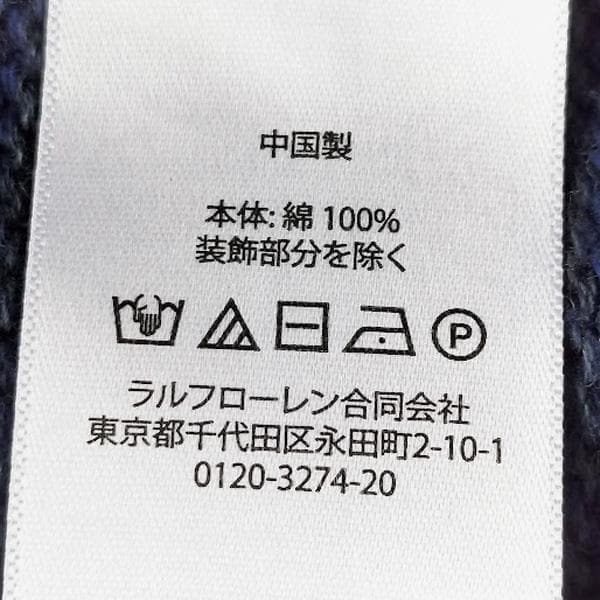 中国製
本体: 綿 100%
装飾部分を除く
P
ラルフローレン合同会社
東京都千代田区永田町2-10-1
0120-3274-20